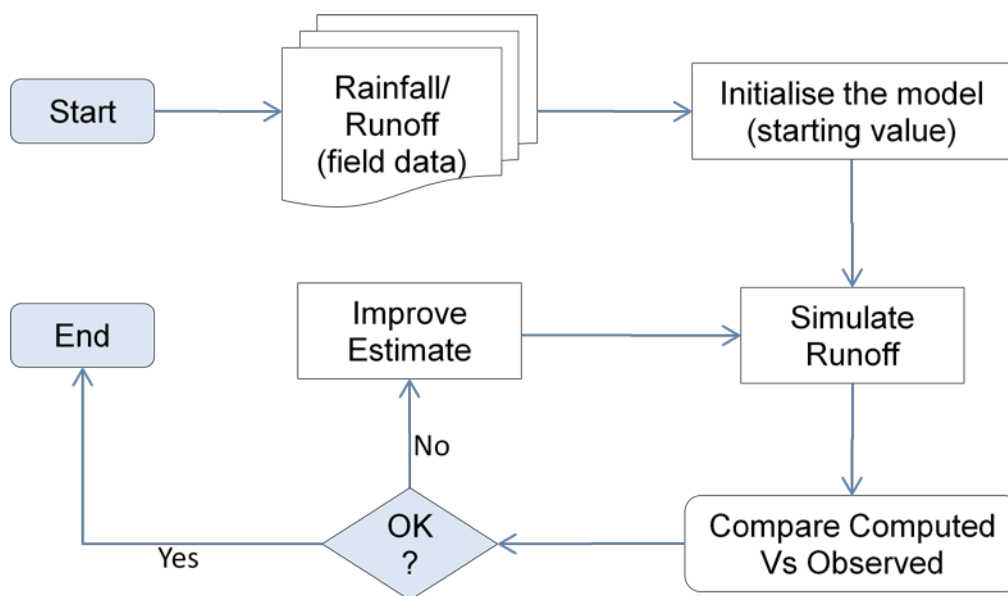 Start
Rainfall/
Runoff
(field data)
Initialise the model
(starting value)
End
Improve
Estimate
Simulate
Runoff
No
OK
?
Yes
Compare Computed
Vs Observed